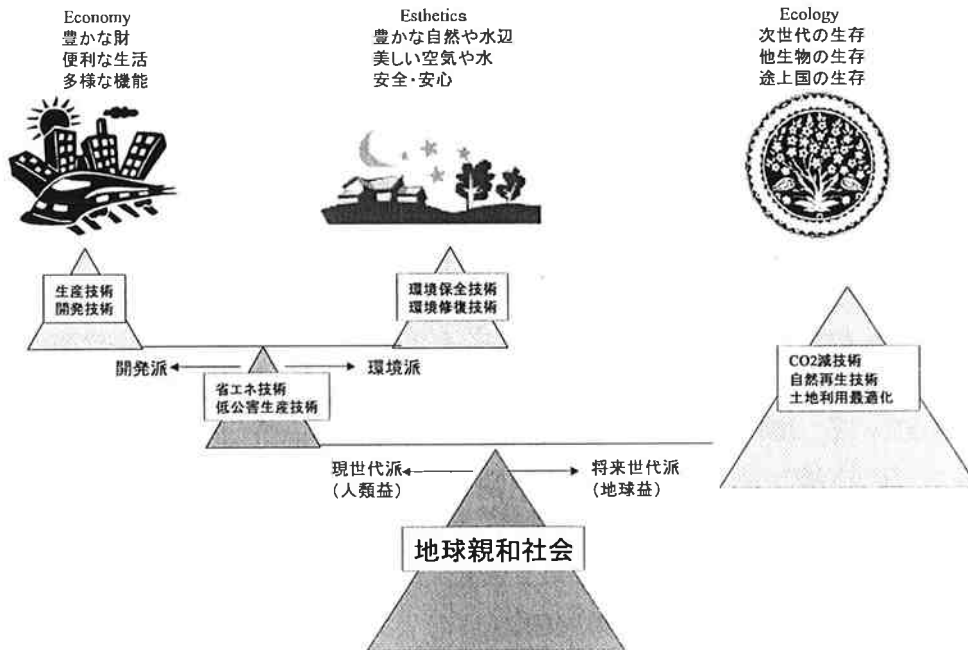 Economy
豊かな財
便利な生活
多様な機能
Esthetics
豊かな自然や水辺
美しい空気や水
安全・安心
Ecology
次世代の生存
他生物の生存
途上国の生存
生産技術
開発技術
環境保全技術
環境修復技術
開発派
環境派
省エネ技術
低公害生産技術
CO2減技術
自然再生技術
土地利用最適化
現世代派
(人類益)
将来世代派
(地球益)
地球親和社会